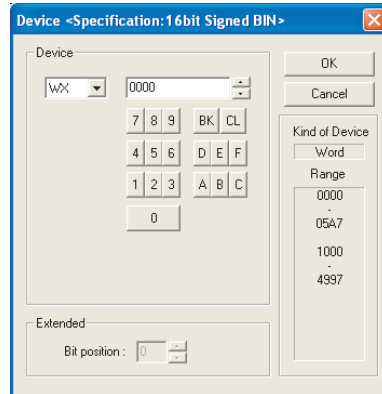 Device <Specification:16bit Signed BIN>
Device
WX
0000
7 8 9 BK CL
4 5 6 D E F
1 2 3 A B C
0
Extended
Bit position : 0
OK
Cancel
Kind of Device
Word
Range
0000
-
05A7
1000
-
4997